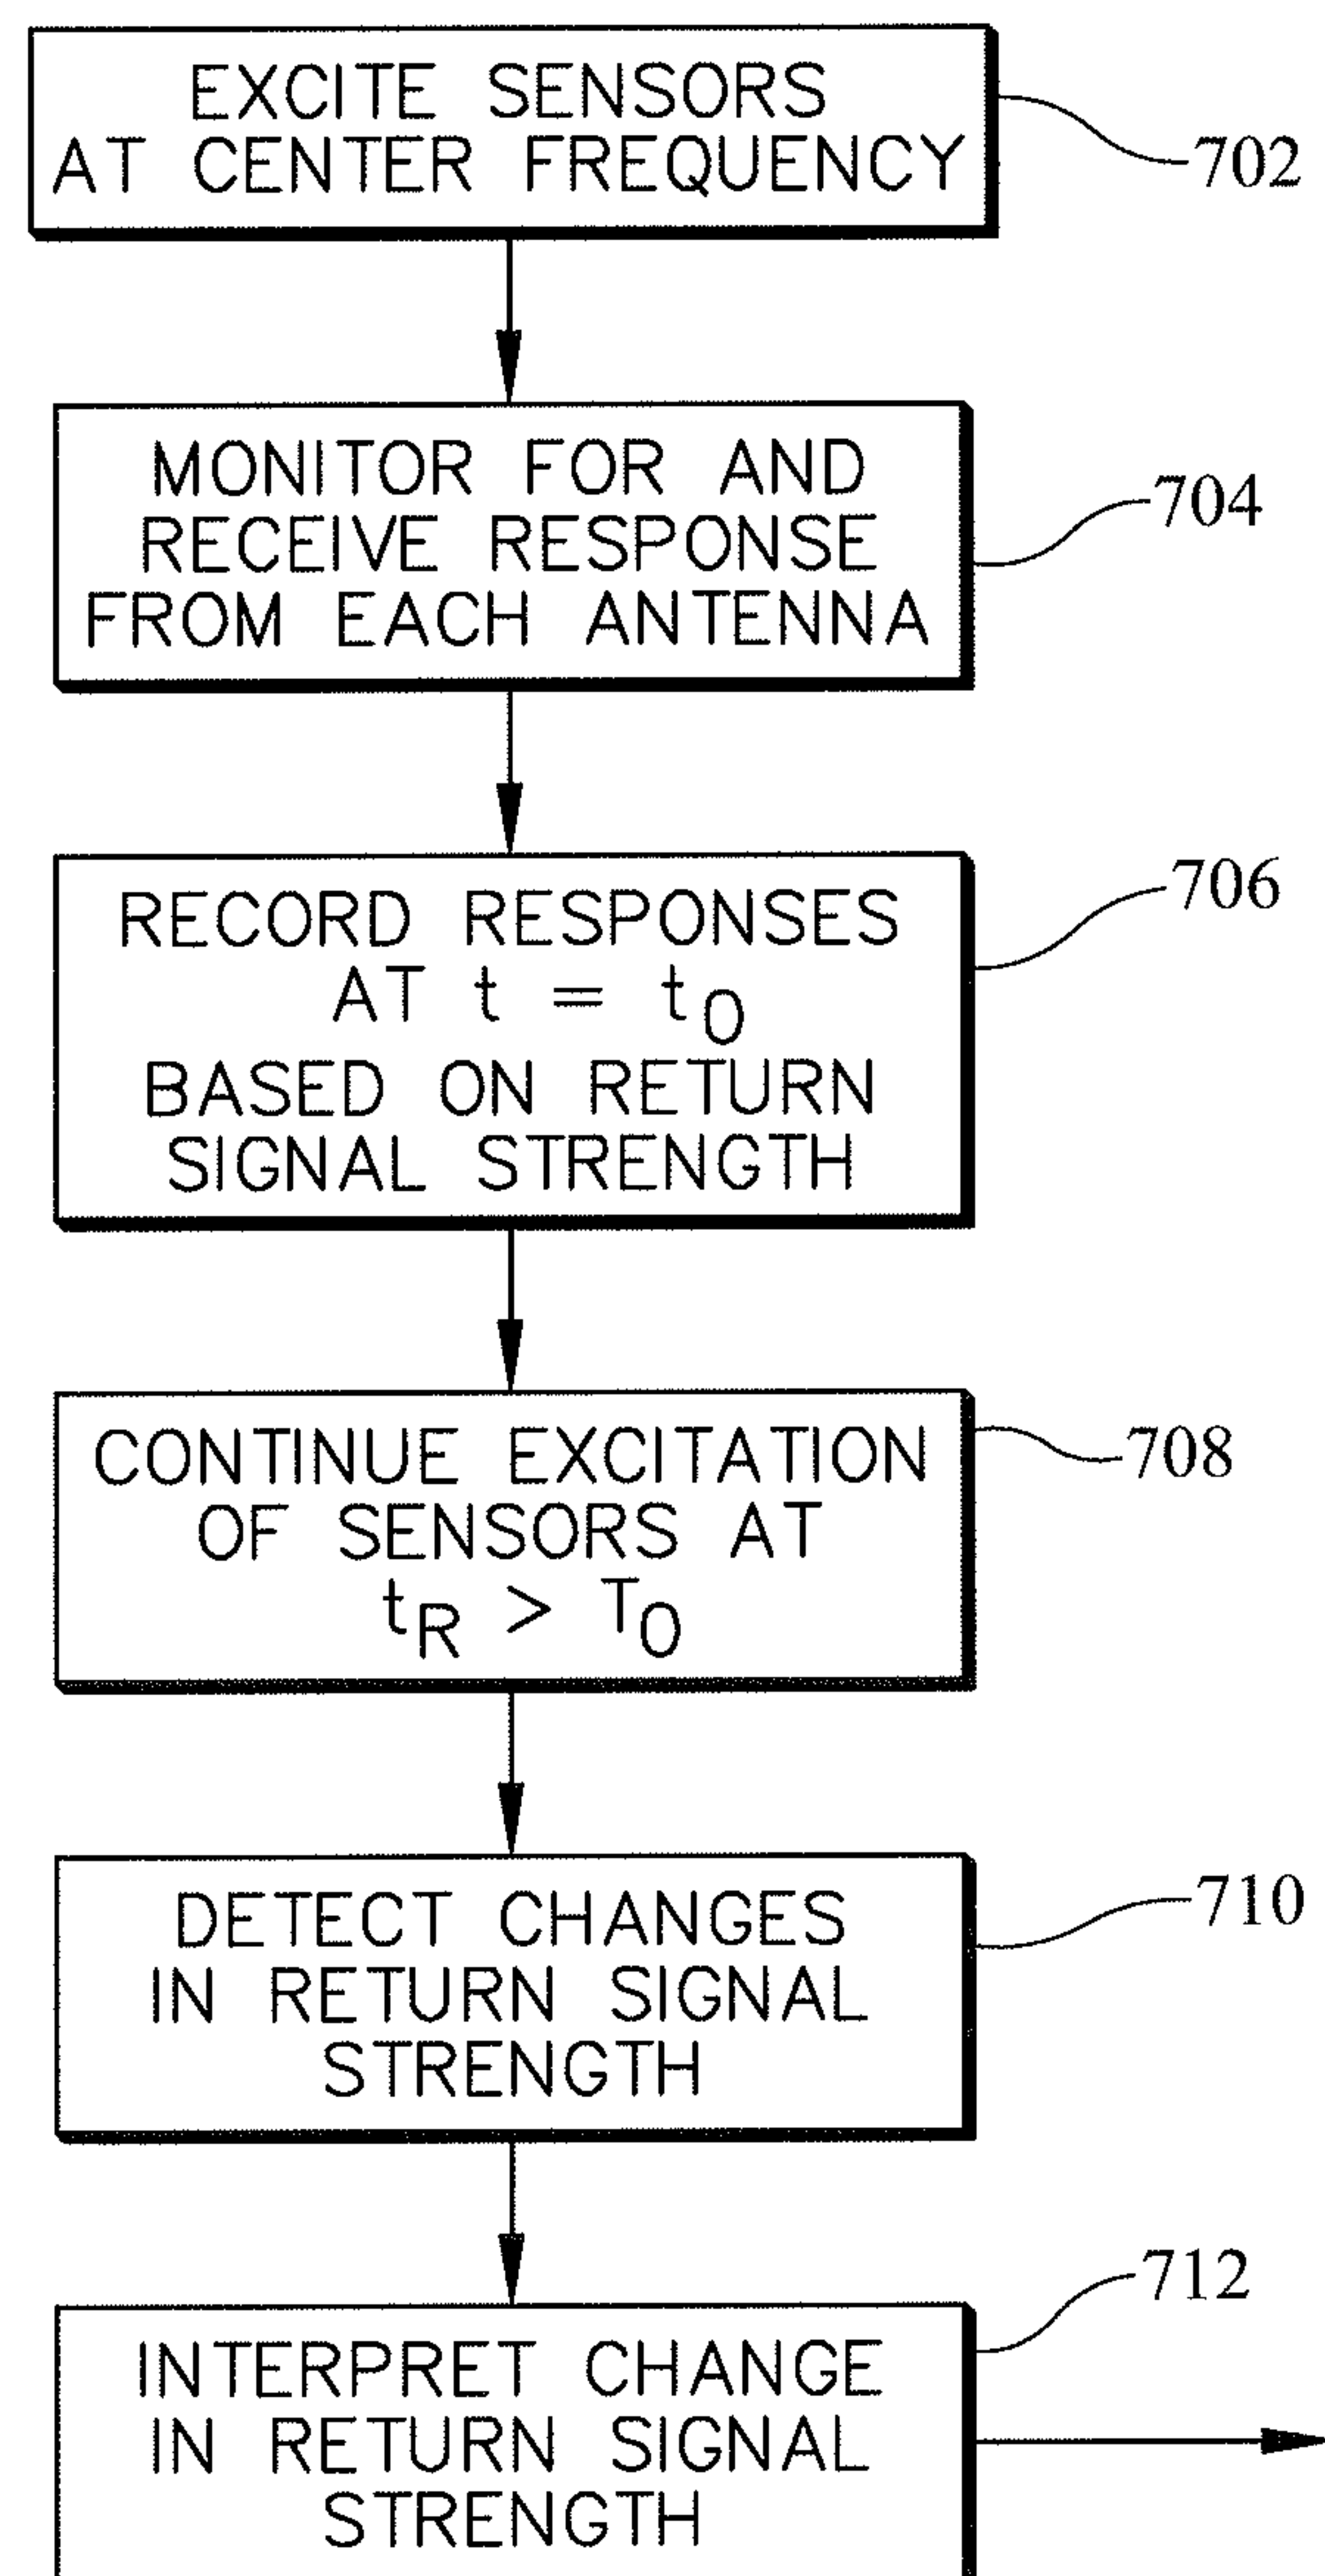 EXCITE SENSORS
AT CENTER FREQUENCY
702
MONITOR FOR AND
RECEIVE RESPONSE
FROM EACH ANTENNA
704
RECORD RESPONSES
AT t = t0
BASED ON RETURN
SIGNAL STRENGTH
706
CONTINUE EXCITATION
OF SENSORS AT
tR > T0
708
DETECT CHANGES
IN RETURN SIGNAL
STRENGTH
710
INTERPRET CHANGE
IN RETURN SIGNAL
STRENGTH
712